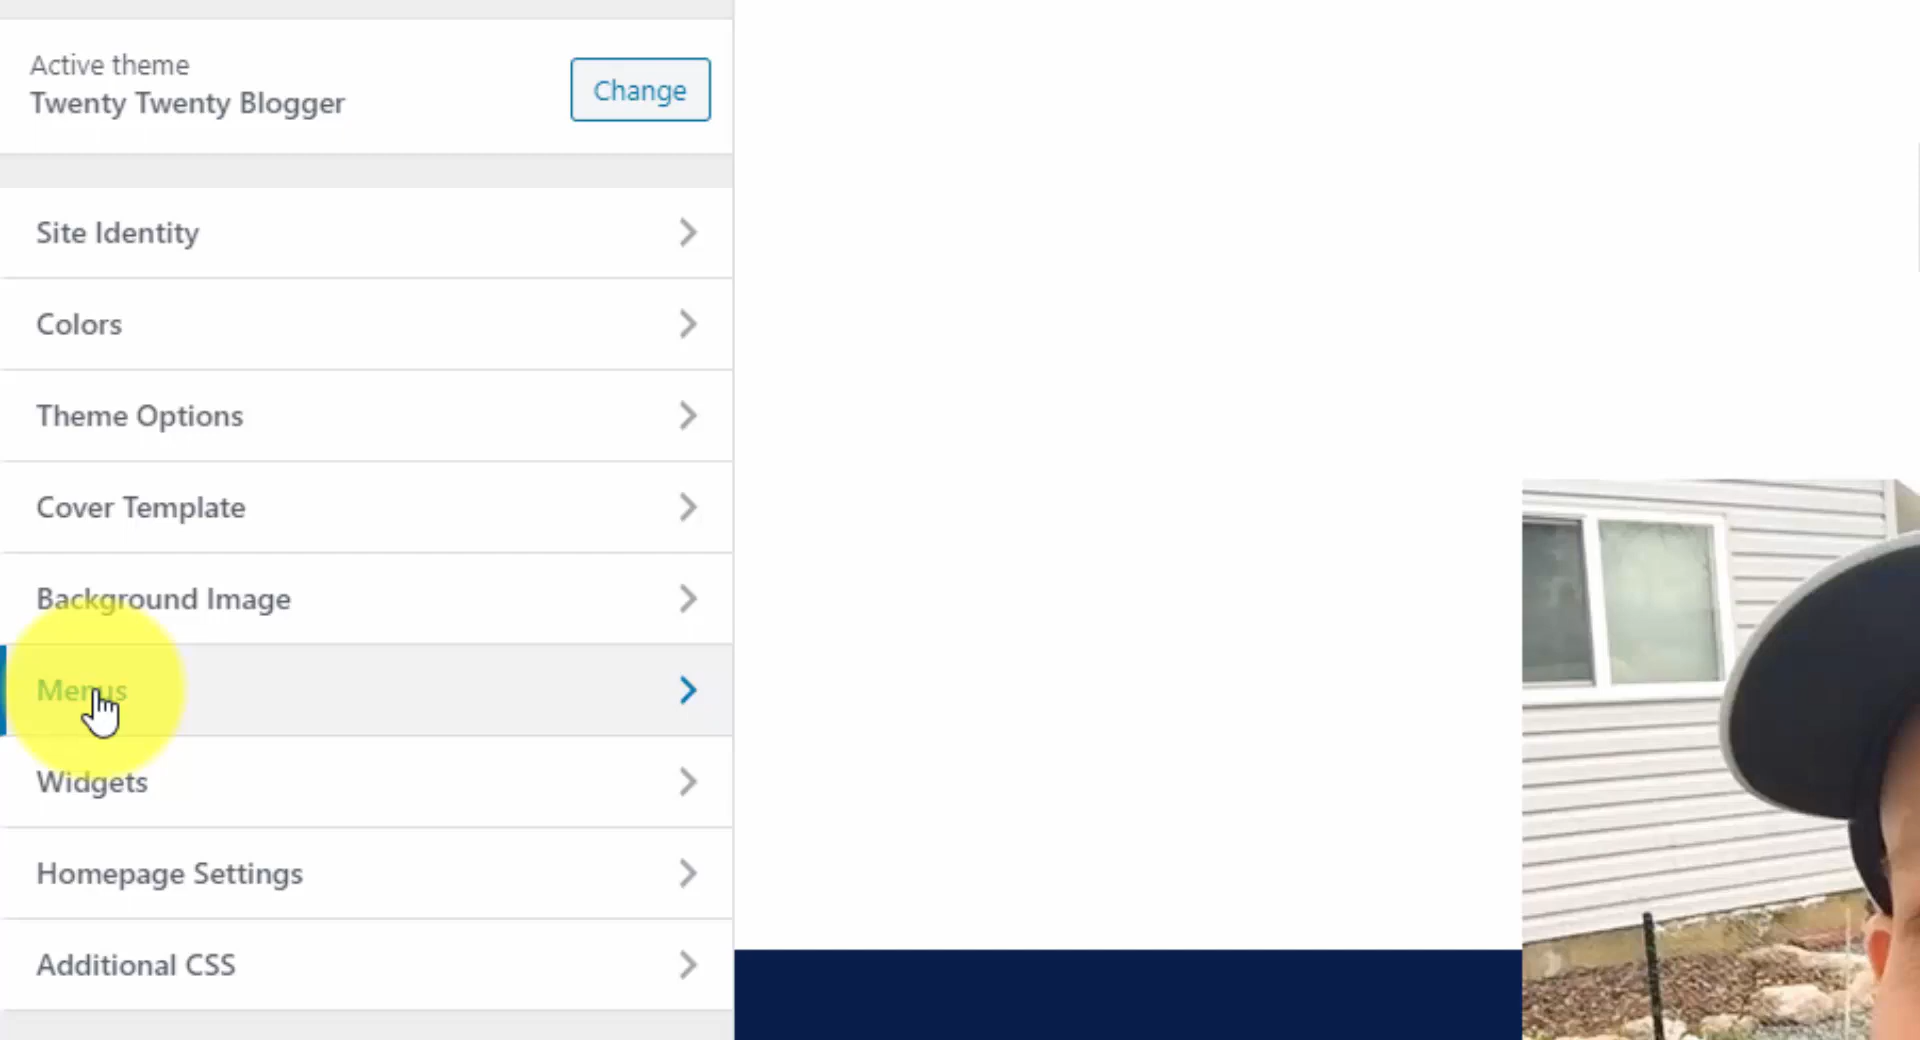 Active theme
Twenty Twenty Blogger
Change
Site Identity
Colors
Theme Options
Cover Template
Background Image
Menus
Widgets
Homepage Settings
Additional CSS